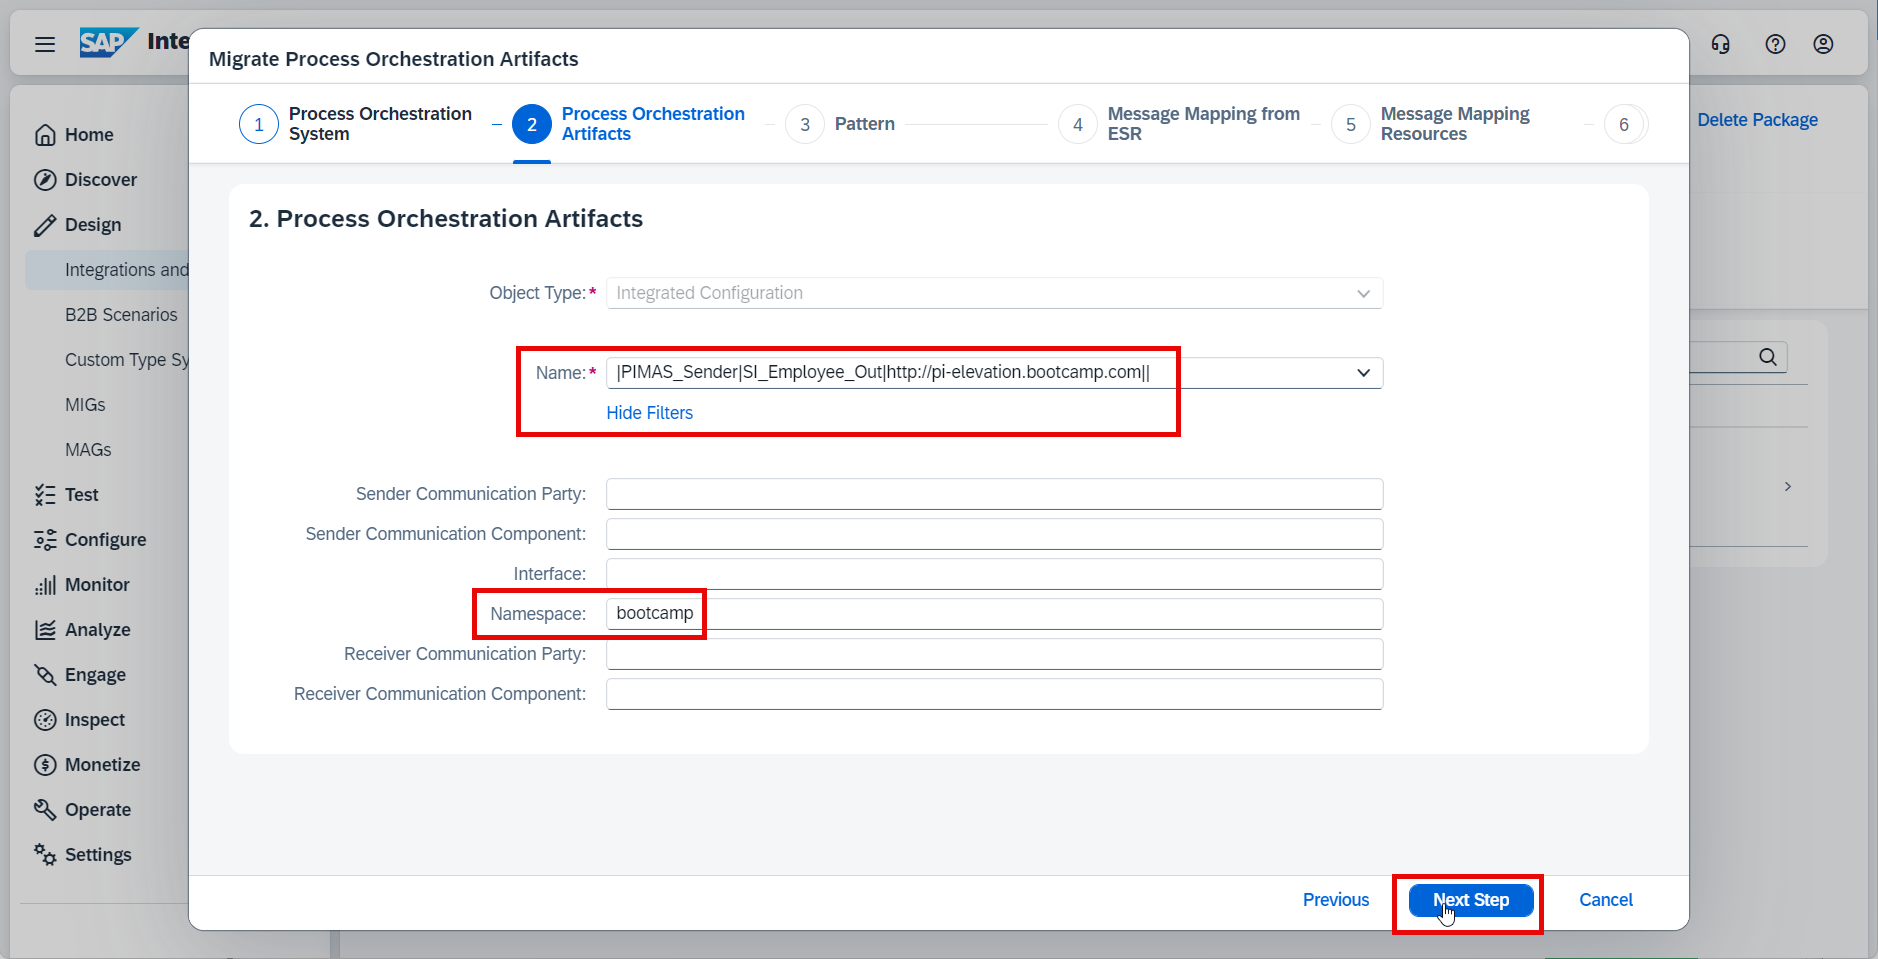 SAP Inte
Migrate Process Orchestration Artifacts
1
Process Orchestration
System
2
Process Orchestration
Artifacts
3
Pattern
4
Message Mapping from
ESR
5
Message Mapping
Resources
6
Delete Package
Home
Discover
Design
Integrations and
B2B Scenarios
Custom Type Sy
MIGs
MAGs
Test
Configure
Monitor
Analyze
Engage
Inspect
Monetize
Operate
Settings
2. Process Orchestration Artifacts
Object Type:* Integrated Configuration
Name:* |PIMAS_Sender|SI_Employee_Out|http://pi-elevation.bootcamp.com||
Hide Filters
Sender Communication Party:
Sender Communication Component:
Interface:
Namespace: bootcamp
Receiver Communication Party:
Receiver Communication Component:
Previous Next Step Cancel